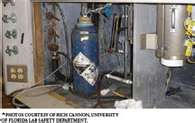 *PHOTOS COURTESY OF RICH CANNON, UNIVERSITY
OF FLORIDA LAB SAFETY DEPARTMENT.